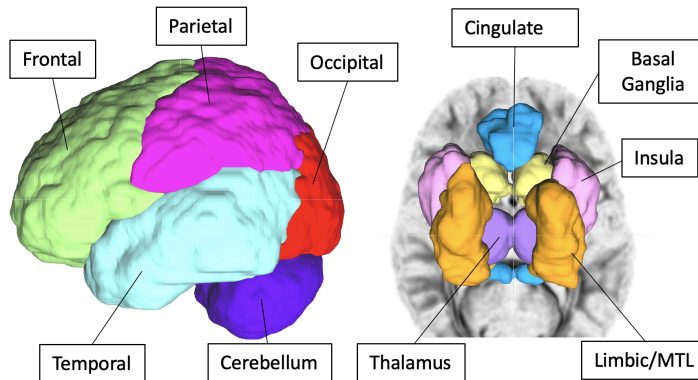 Parietal
Cingulate
Frontal
Occipital
Basal
Ganglia
Insula
Temporal
Cerebellum
Thalamus
Limbic/MTL